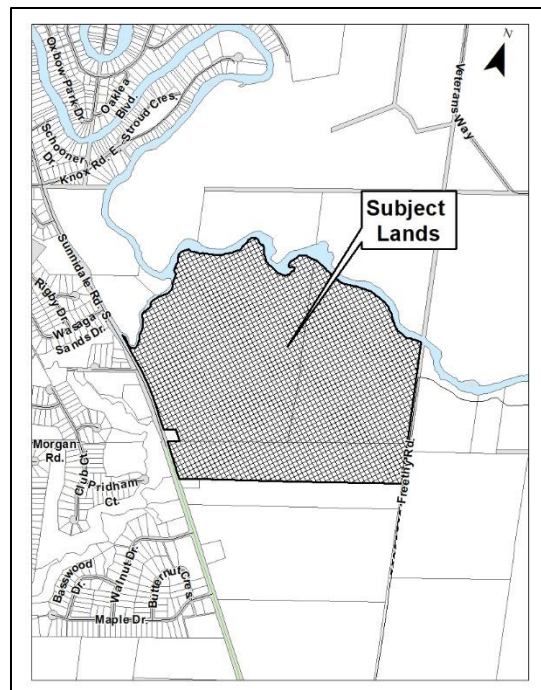 N
Oxbow Park Dr.
Oaklea
Blvd.
Schooner
Dr.
Knox Rd. E.
Stroud Cres.
Veterans Way
Subject
Lands
Sunnidale Rd. S.
Rigby Dr.
Wasaga
Sands Dr.
Morgan
Rd.
Club Ct.
Pridham
Ct.
Freethy Rd
Basswood
Dr.
Walnut Dr.
Butternut Cres.
Maple Dr.